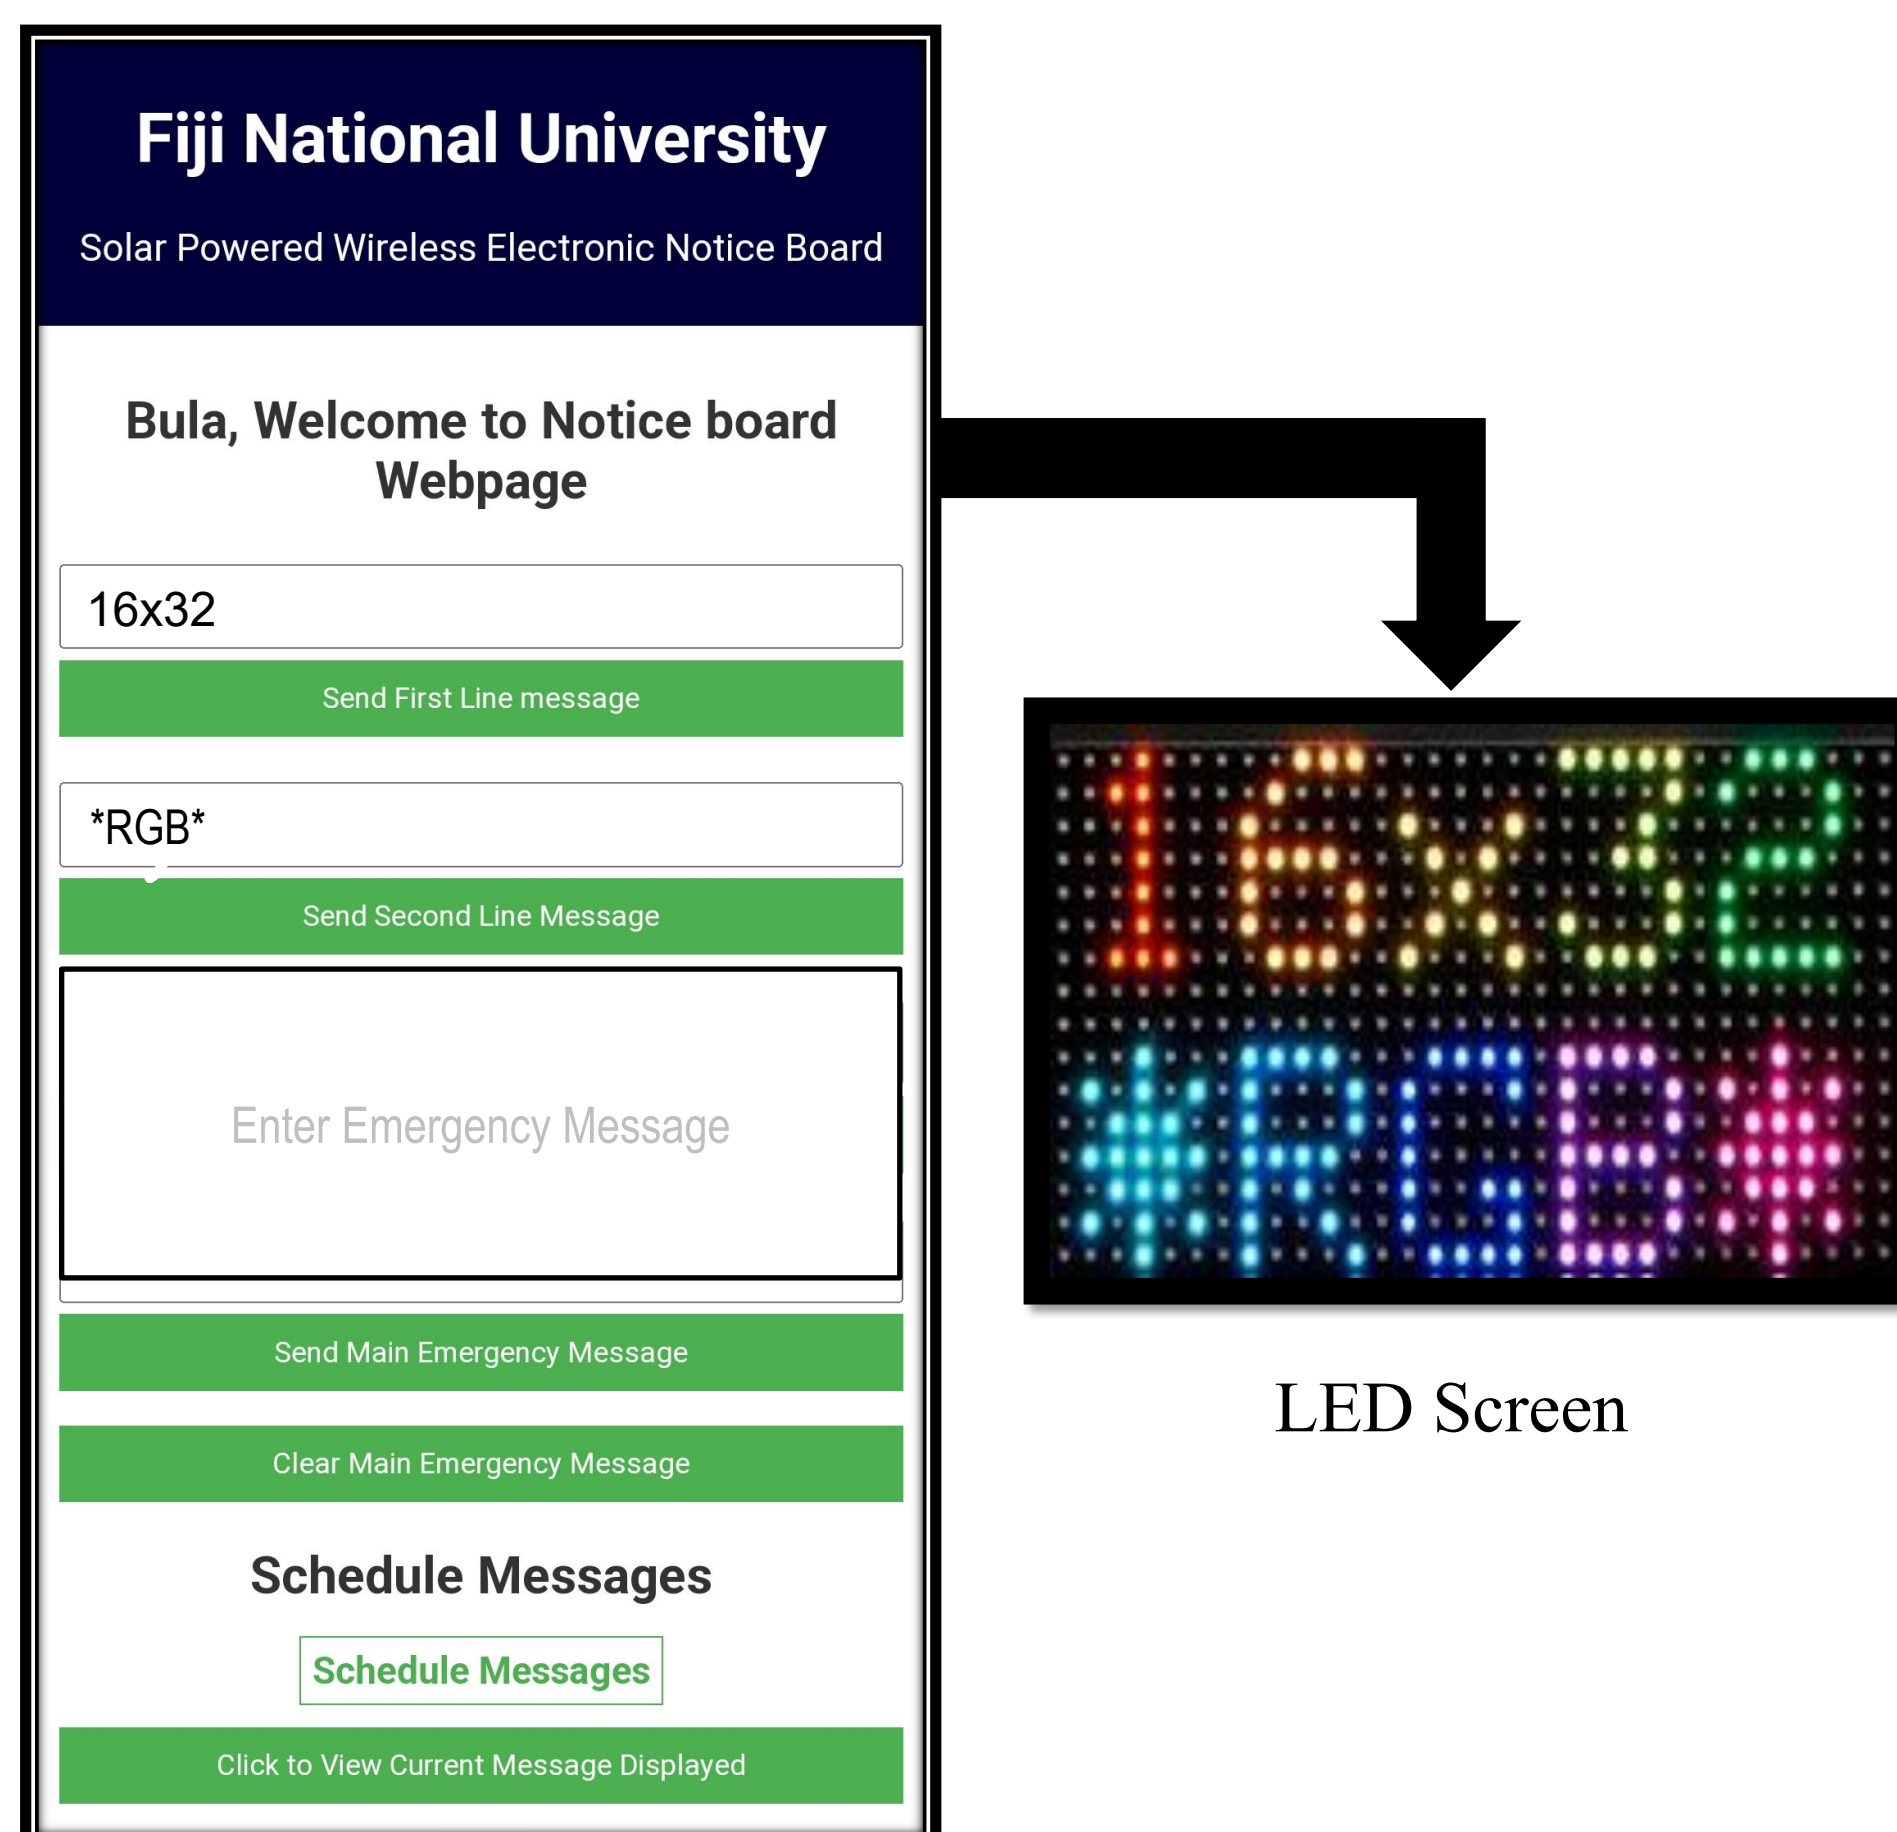 Fiji National University
Solar Powered Wireless Electronic Notice Board
Bula, Welcome to Notice board
Webpage
16x32
Send First Line message
*RGB*
Send Second Line Message
Enter Emergency Message
Send Main Emergency Message
Clear Main Emergency Message
Schedule Messages
Schedule Messages
Click to View Current Message Displayed
16x32
*RGB*
LED Screen